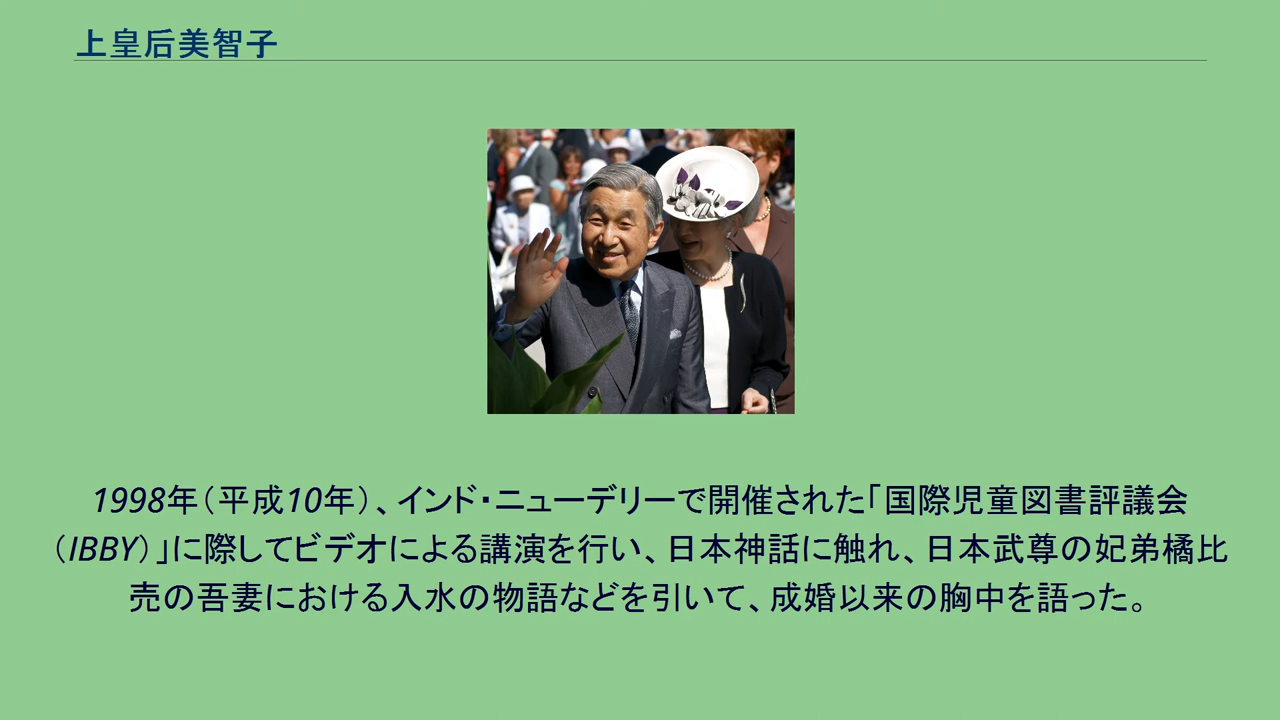 上皇后美智子
1998年（平成10年）、インド・ニューデリーで開催された「国際児童図書評議会
（IBBY）」に際してビデオによる講演を行い、日本神話に触れ、日本武尊の妃弟橘比
売の吾妻における入水の物語などを引いて、成婚以来の胸中を語った。